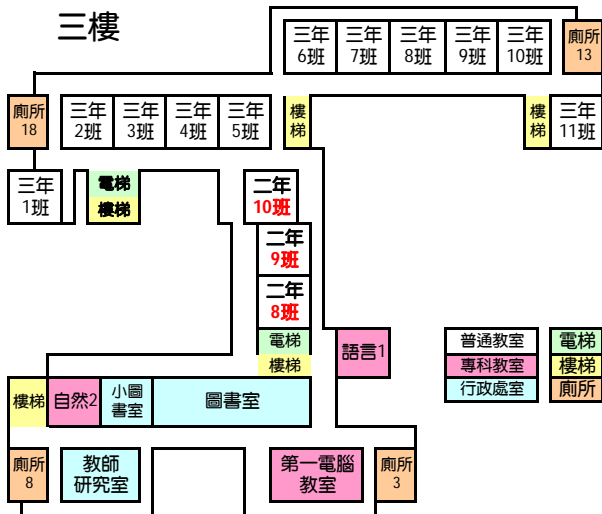 三樓
三年 三年 三年 三年 三年 廁所
6班 7班 8班 9班 10班 13
廁所 三年 三年 三年 三年 樓 樓 三年
18 2班 3班 4班 5班 梯 梯 11班
三年 電梯 二年
1班 樓梯 10班
二年
9班
二年
8班
電梯 語言1 普通教室 電梯
樓梯 專科教室 樓梯
樓梯 自然2 小圖 圖書室 行政處室 廁所
書室
廁所 教師 第一電腦 廁所
8 研究室 教室 3